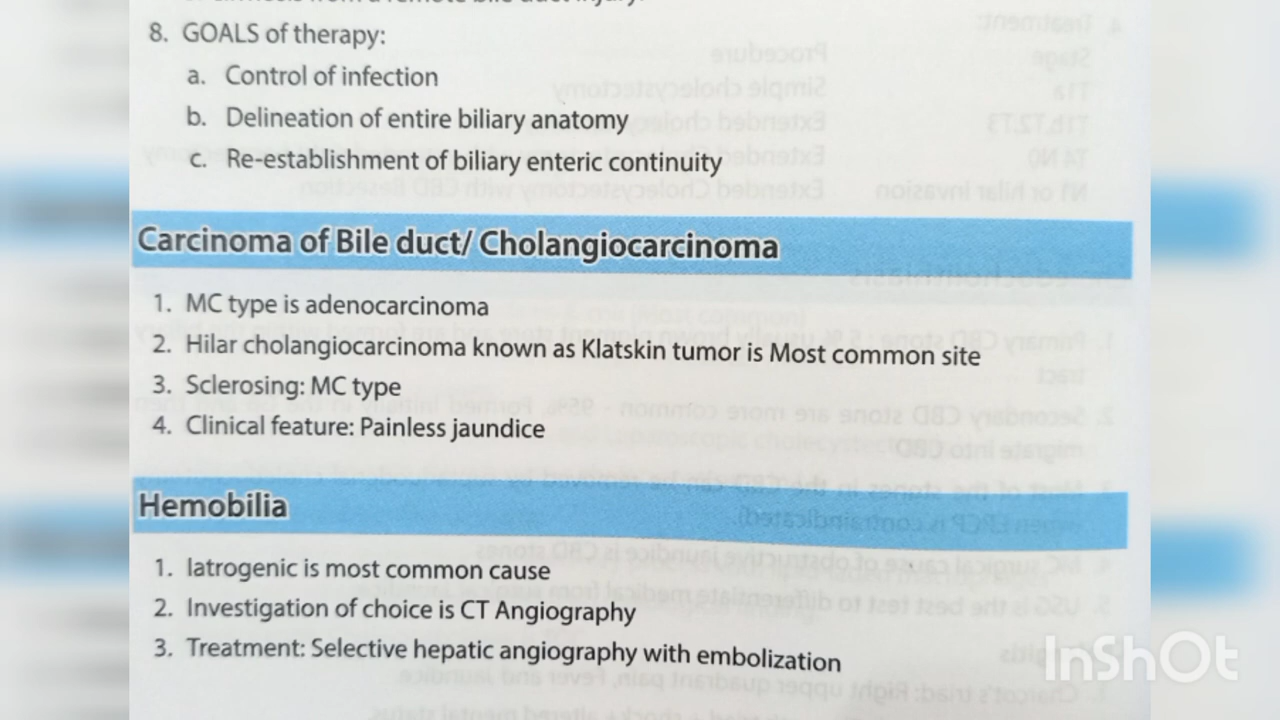 8. GOALS of therapy:
a. Control of infection
b. Delineation of entire biliary anatomy
c. Re-establishment of biliary enteric continuity
Carcinoma of Bile duct/ Cholangiocarcinoma
1. MC type is adenocarcinoma
2. Hilar cholangiocarcinoma known as Klatskin tumor is Most common site
3. Sclerosing: MC type
4. Clinical feature: Painless jaundice
Hemobilia
1. Iatrogenic is most common cause
2. Investigation of choice is CT Angiography
3. Treatment: Selective hepatic angiography with embolization
InShOt